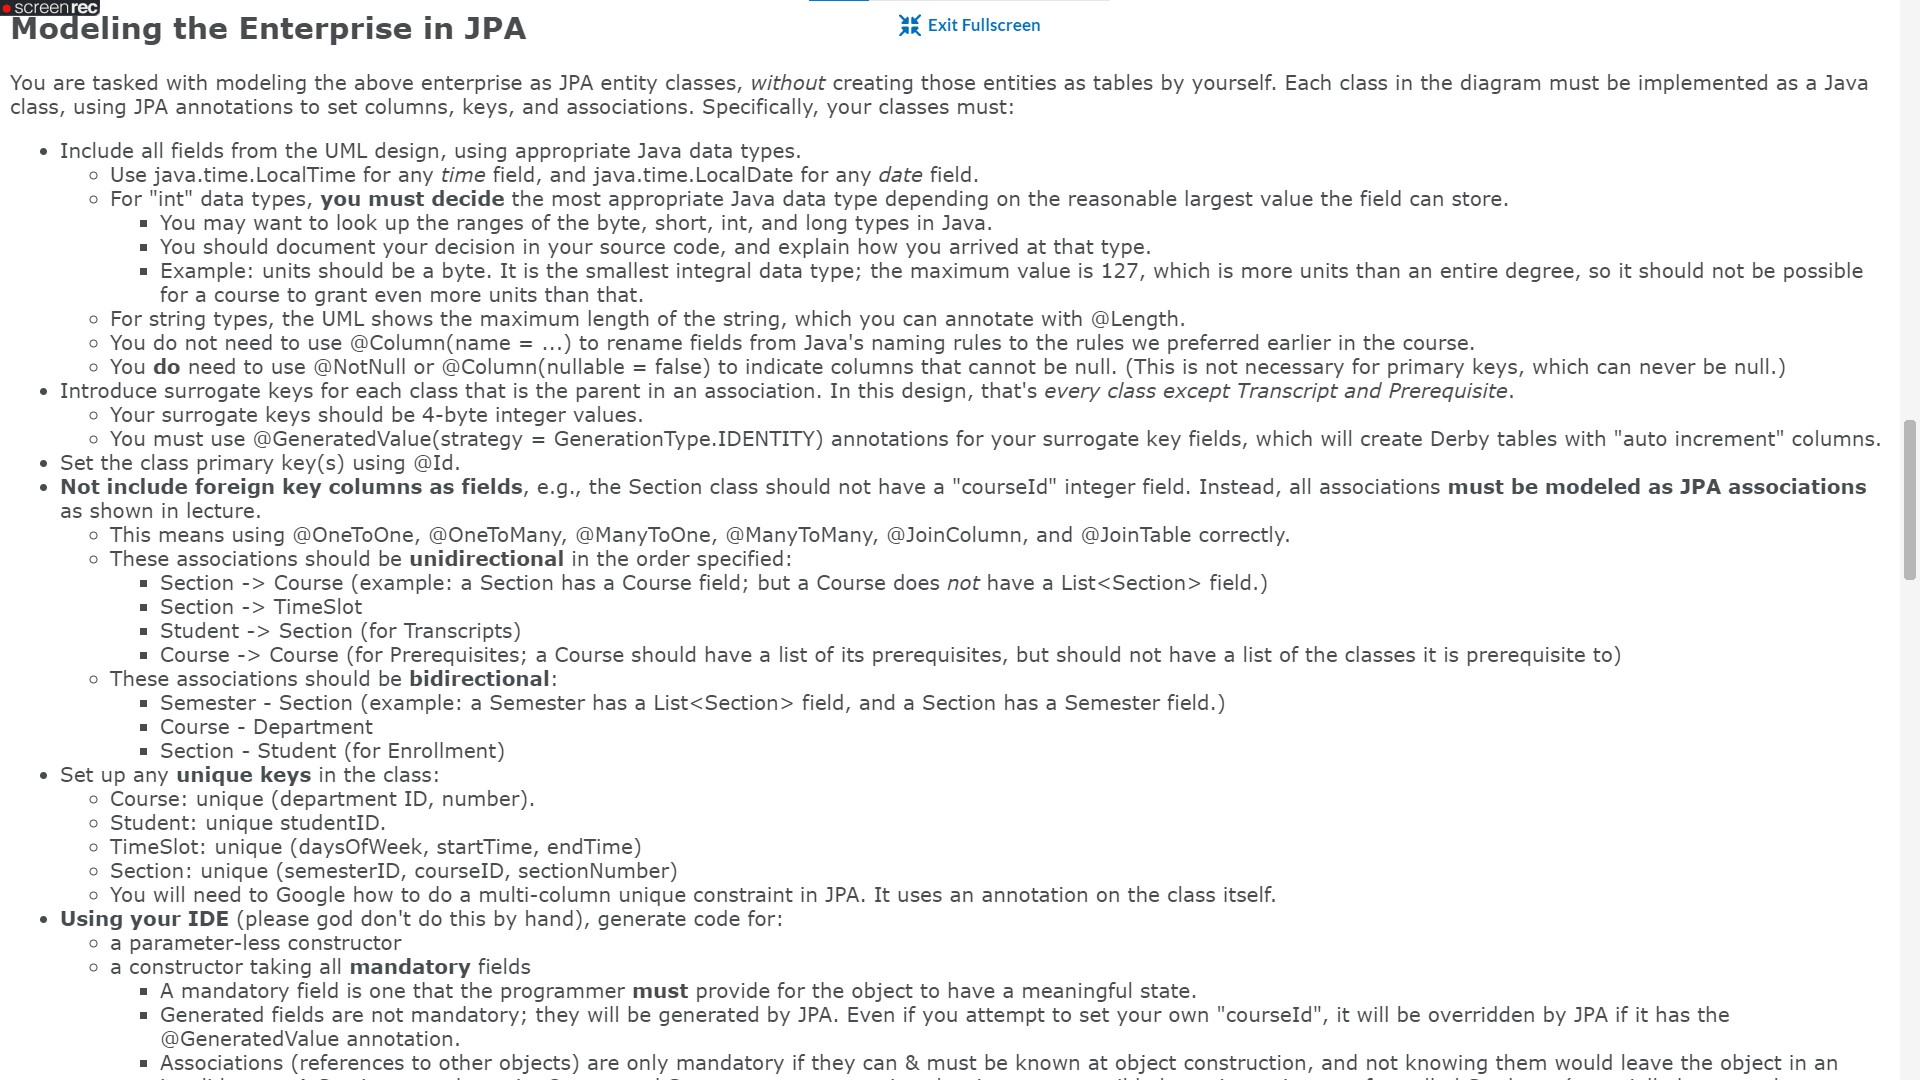 screenrec
Modeling the Enterprise in JPA
Exit Fullscreen
You are tasked with modeling the above enterprise as JPA entity classes, without creating those entities as tables by yourself. Each class in the diagram must be implemented as a Java
class, using JPA annotations to set columns, keys, and associations. Specifically, your classes must:
• Include all fields from the UML design, using appropriate Java data types.
◦ Use java.time.LocalTime for any time field, and java.time.LocalDate for any date field.
◦ For "int" data types, you must decide the most appropriate Java data type depending on the reasonable largest value the field can store.
▪ You may want to look up the ranges of the byte, short, int, and long types in Java.
▪ You should document your decision in your source code, and explain how you arrived at that type.
▪ Example: units should be a byte. It is the smallest integral data type; the maximum value is 127, which is more units than an entire degree, so it should not be possible
for a course to grant even more units than that.
◦ For string types, the UML shows the maximum length of the string, which you can annotate with @Length.
◦ You do not need to use @Column(name = ...) to rename fields from Java's naming rules to the rules we preferred earlier in the course.
◦ You do need to use @NotNull or @Column(nullable = false) to indicate columns that cannot be null. (This is not necessary for primary keys, which can never be null.)
• Introduce surrogate keys for each class that is the parent in an association. In this design, that's every class except Transcript and Prerequisite.
◦ Your surrogate keys should be 4-byte integer values.
◦ You must use @GeneratedValue(strategy = GenerationType.IDENTITY) annotations for your surrogate key fields, which will create Derby tables with "auto increment" columns.
• Set the class primary key(s) using @Id.
• Not include foreign key columns as fields, e.g., the Section class should not have a "courseId" integer field. Instead, all associations must be modeled as JPA associations
as shown in lecture.
◦ This means using @OneToOne, @OneToMany, @ManyToOne, @ManyToMany, @JoinColumn, and @JoinTable correctly.
◦ These associations should be unidirectional in the order specified:
▪ Section -> Course (example: a Section has a Course field; but a Course does not have a List<Section> field.)
▪ Section -> TimeSlot
▪ Student -> Section (for Transcripts)
▪ Course -> Course (for Prerequisites; a Course should have a list of its prerequisites, but should not have a list of the classes it is prerequisite to)
◦ These associations should be bidirectional:
▪ Semester - Section (example: a Semester has a List<Section> field, and a Section has a Semester field.)
▪ Course - Department
▪ Section - Student (for Enrollment)
• Set up any unique keys in the class:
◦ Course: unique (department ID, number).
◦ Student: unique studentID.
◦ TimeSlot: unique (daysOfWeek, startTime, endTime)
◦ Section: unique (semesterID, courseID, sectionNumber)
◦ You will need to Google how to do a multi-column unique constraint in JPA. It uses an annotation on the class itself.
• Using your IDE (please god don't do this by hand), generate code for:
◦ a parameter-less constructor
◦ a constructor taking all mandatory fields
▪ A mandatory field is one that the programmer must provide for the object to have a meaningful state.
▪ Generated fields are not mandatory; they will be generated by JPA. Even if you attempt to set your own "courseId", it will be overridden by JPA if it has the
@GeneratedValue annotation.
▪ Associations (references to other objects) are only mandatory if they can & must be known at object construction, and not knowing them would leave the object in an